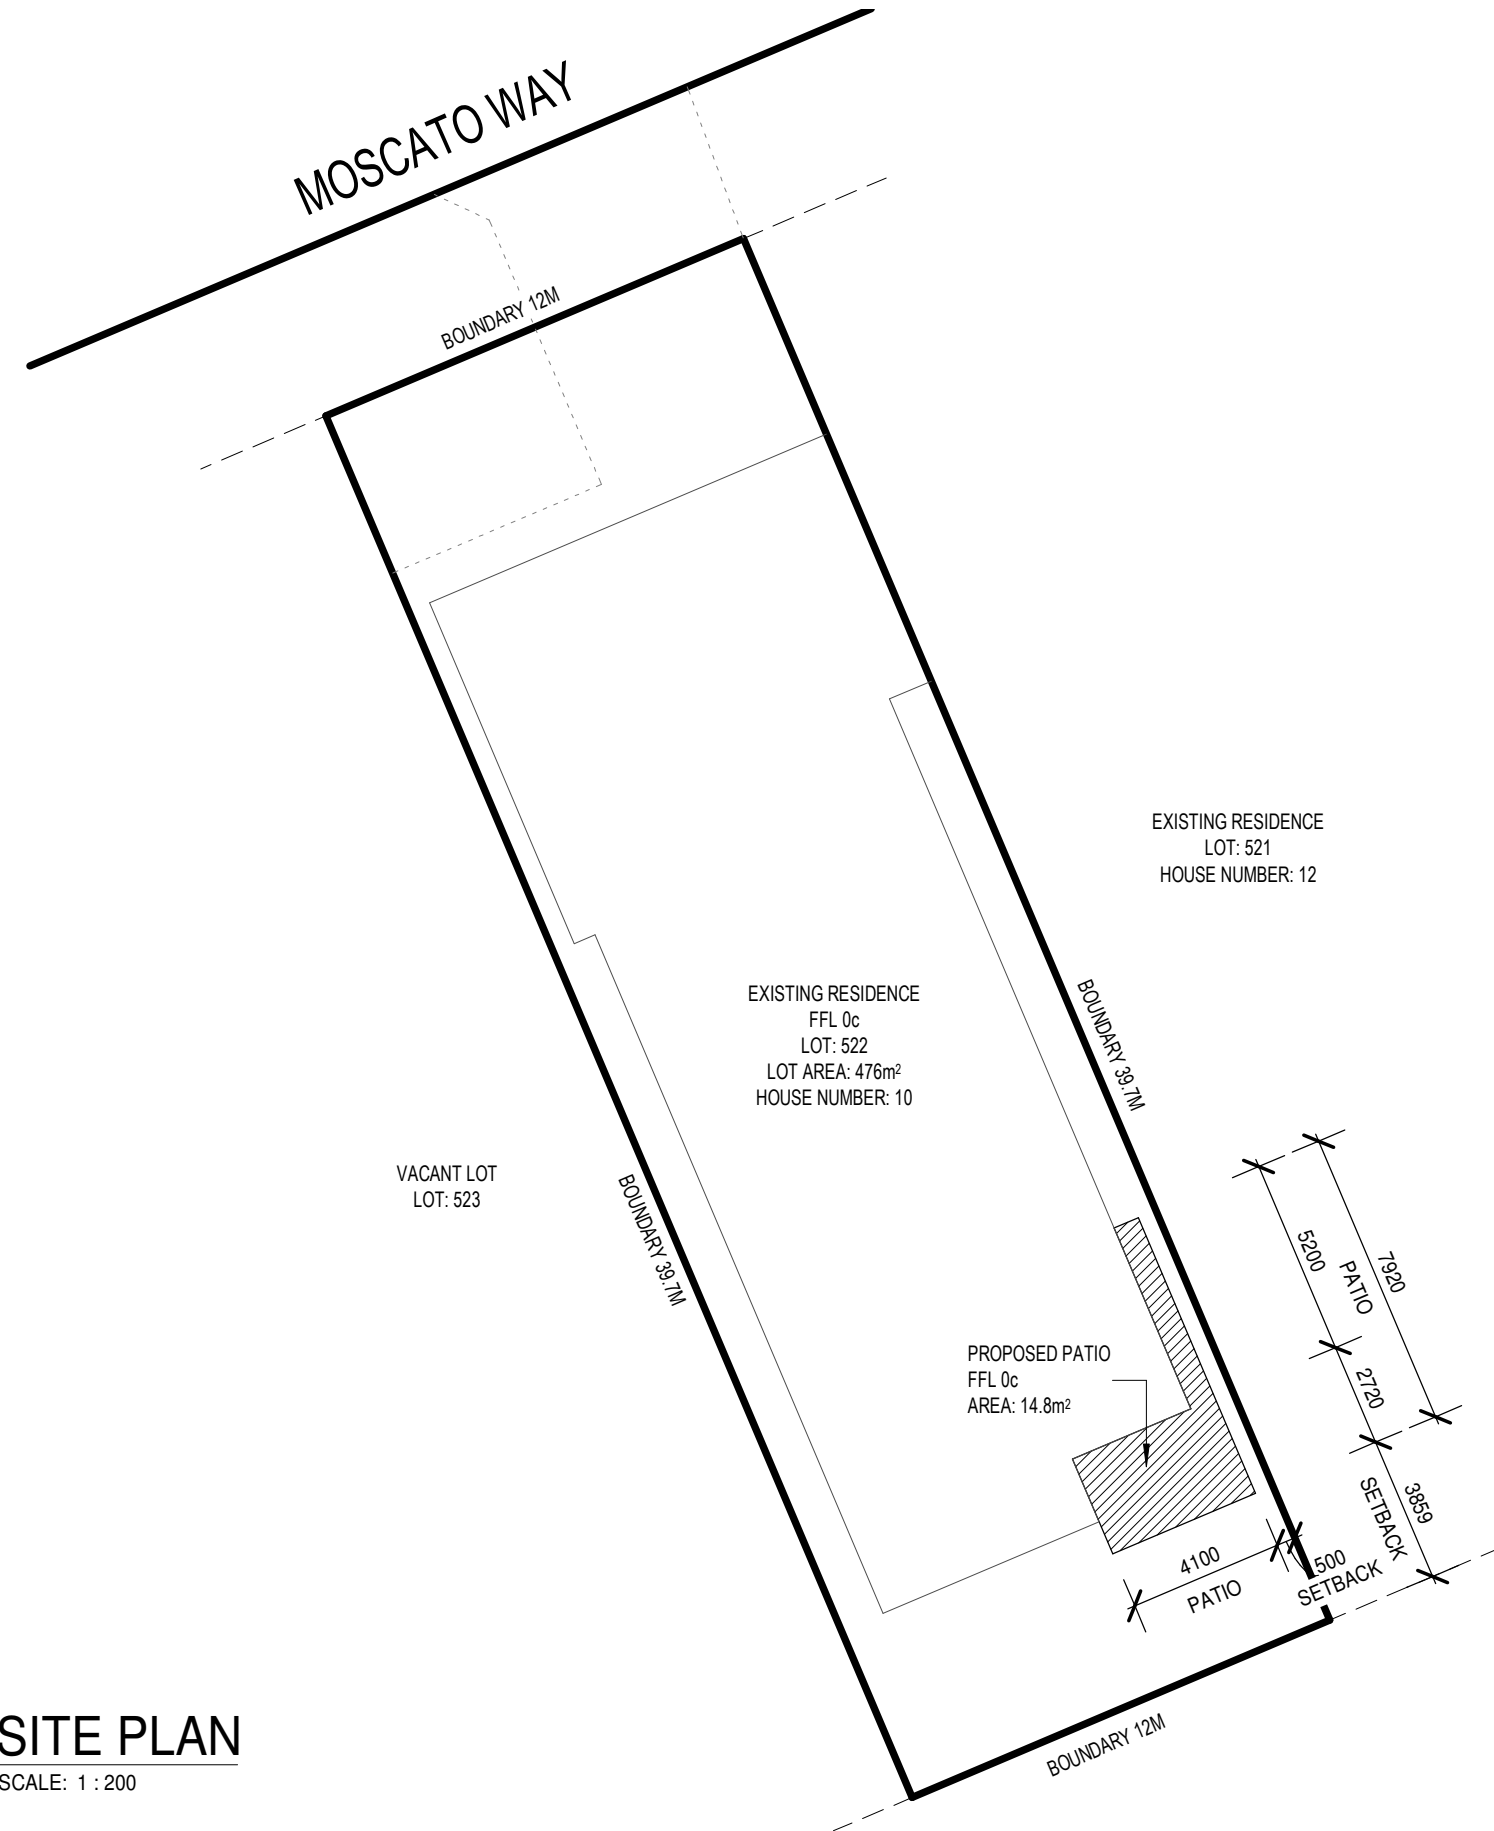 MOSCATO WAY
BOUNDARY 12M
EXISTING RESIDENCE
LOT: 521
HOUSE NUMBER: 12
EXISTING RESIDENCE
FFL 0c
LOT: 522
LOT AREA: 476m²
HOUSE NUMBER: 10
BOUNDARY 39.7M
VACANT LOT
LOT: 523
BOUNDARY 39.7M
5200
PATIO
7920
2720
PROPOSED PATIO
FFL 0c
AREA: 14.8m²
3859
SETBACK
4100
PATIO
500
SETBACK
BOUNDARY 12M
SITE PLAN
SCALE: 1 : 200